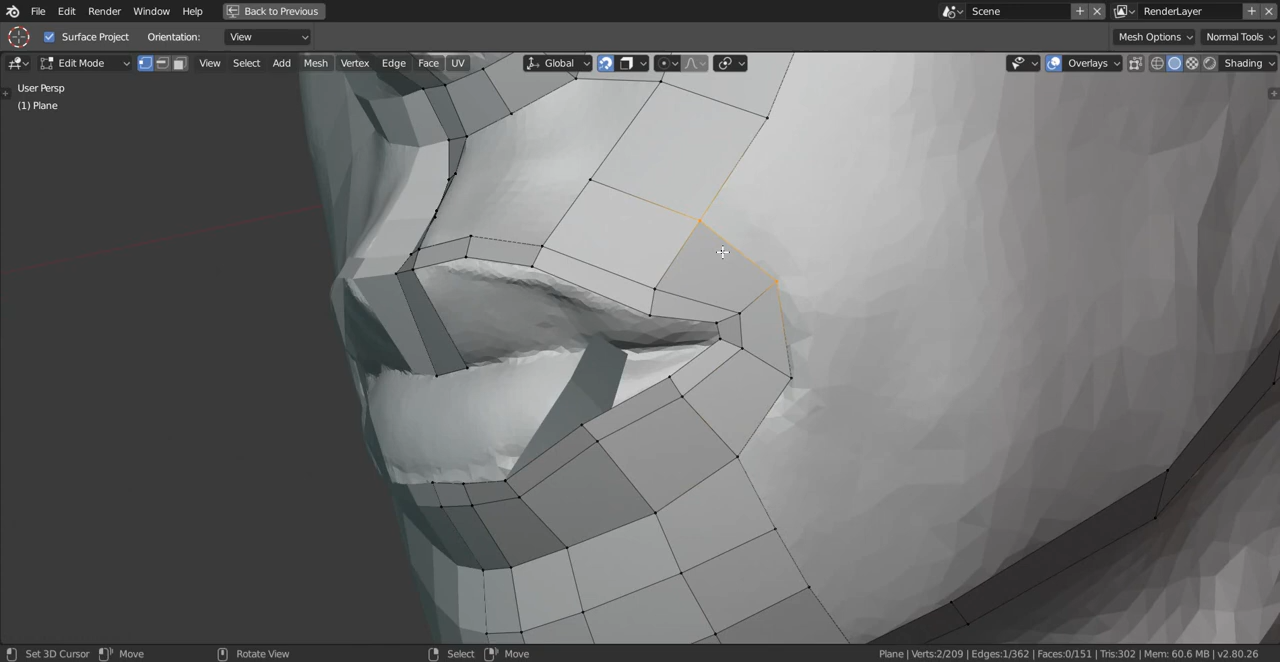 File Edit Render Window Help Back to Previous Scene RenderLayer
Surface Project Orientation: View Mesh Options Normal Tools
Edit Mode View Select Add Mesh Vertex Edge Face UV Global Overlays Shading
User Persp
(1) Plane
Set 3D Cursor Move Rotate View Select Move Plane | Verts:2/209 | Edges:1/362 | Faces:0/151 | Tris:302 | Mem: 60.6 MB | v2.80.26